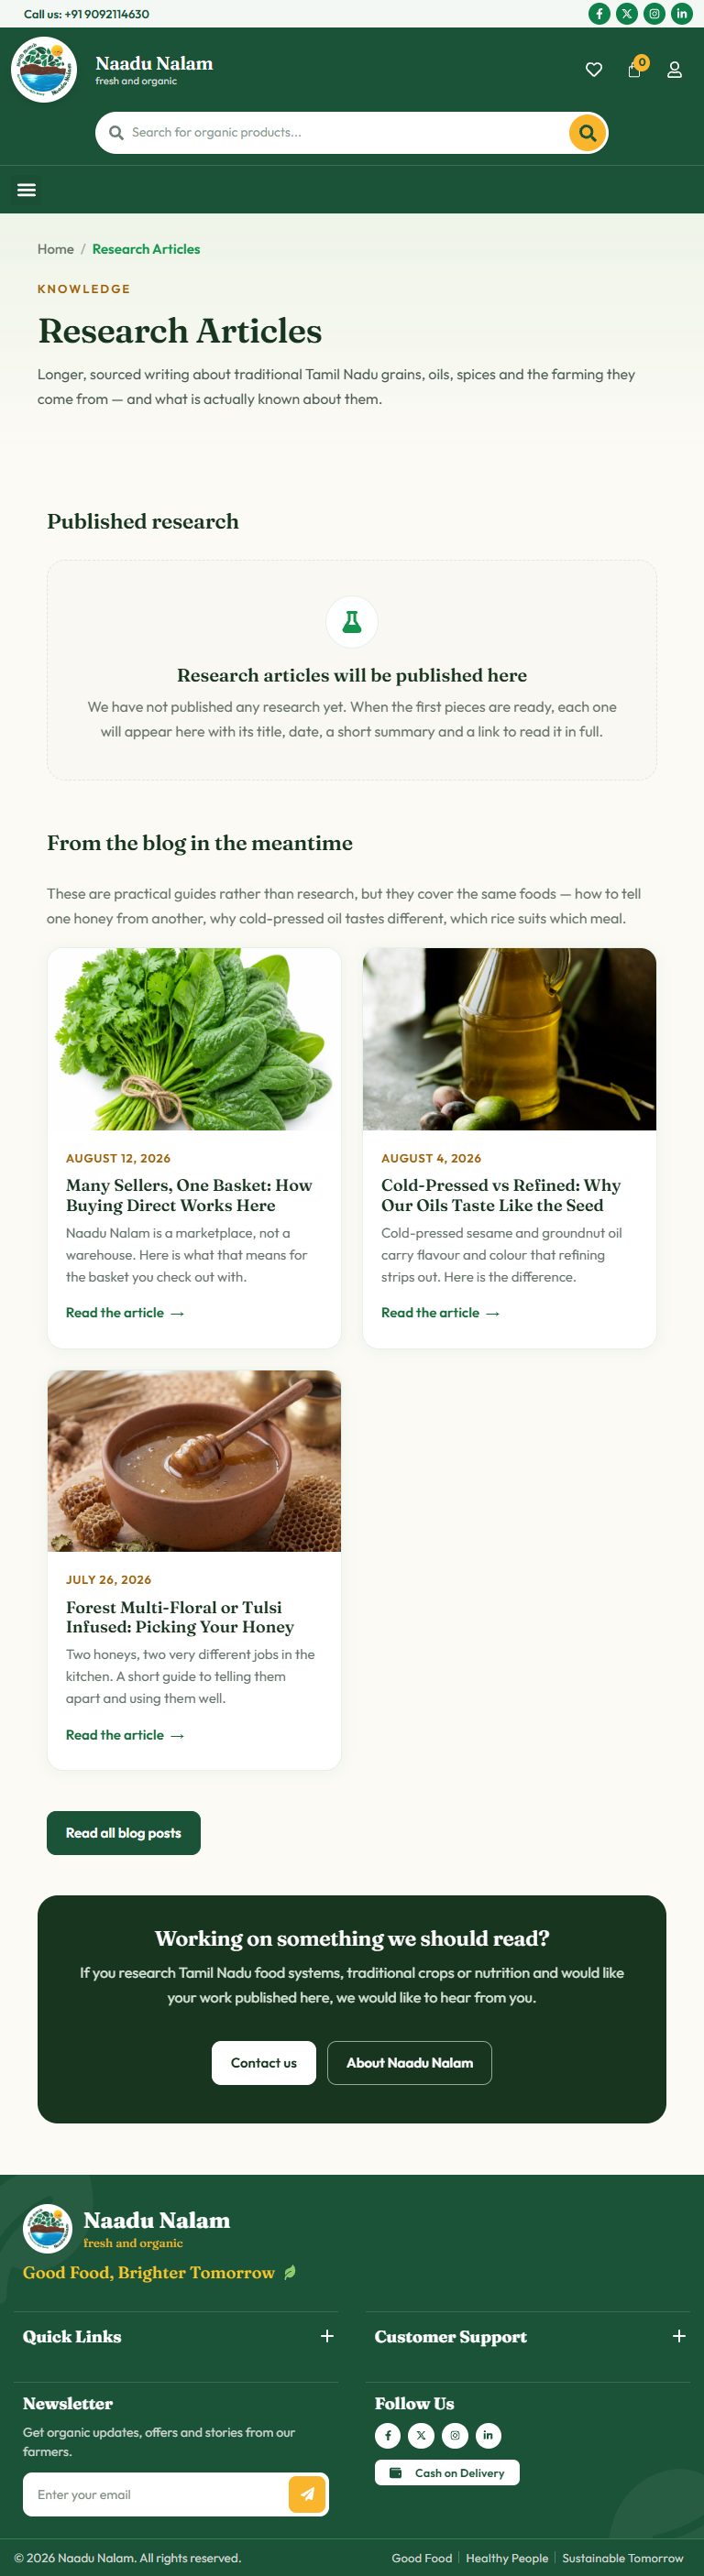 Call us: +91 9092114630
Naadu Nalam
fresh and organic
0
Search for organic products...
Home / Research Articles
KNOWLEDGE
Research Articles
Longer, sourced writing about traditional Tamil Nadu grains, oils, spices and the farming they
come from — and what is actually known about them.
Published research
Research articles will be published here
We have not published any research yet. When the first pieces are ready, each one
will appear here with its title, date, a short summary and a link to read it in full.
From the blog in the meantime
These are practical guides rather than research, but they cover the same foods — how to tell
one honey from another, why cold-pressed oil tastes different, which rice suits which meal.
AUGUST 12, 2026
Many Sellers, One Basket: How
Buying Direct Works Here
Naadu Nalam is a marketplace, not a
warehouse. Here is what that means for
the basket you check out with.
Read the article →
AUGUST 4, 2026
Cold-Pressed vs Refined: Why
Our Oils Taste Like the Seed
Cold-pressed sesame and groundnut oil
carry flavour and colour that refining
strips out. Here is the difference.
Read the article →
JULY 26, 2026
Forest Multi-Floral or Tulsi
Infused: Picking Your Honey
Two honeys, two very different jobs in the
kitchen. A short guide to telling them
apart and using them well.
Read the article →
Read all blog posts
Working on something we should read?
If you research Tamil Nadu food systems, traditional crops or nutrition and would like
your work published here, we would like to hear from you.
Contact us
About Naadu Nalam
Naadu Nalam
fresh and organic
Good Food, Brighter Tomorrow
Quick Links +
Customer Support +
Newsletter
Get organic updates, offers and stories from our
farmers.
Enter your email
Follow Us
Cash on Delivery
© 2026 Naadu Nalam. All rights reserved.
Good Food | Healthy People | Sustainable Tomorrow